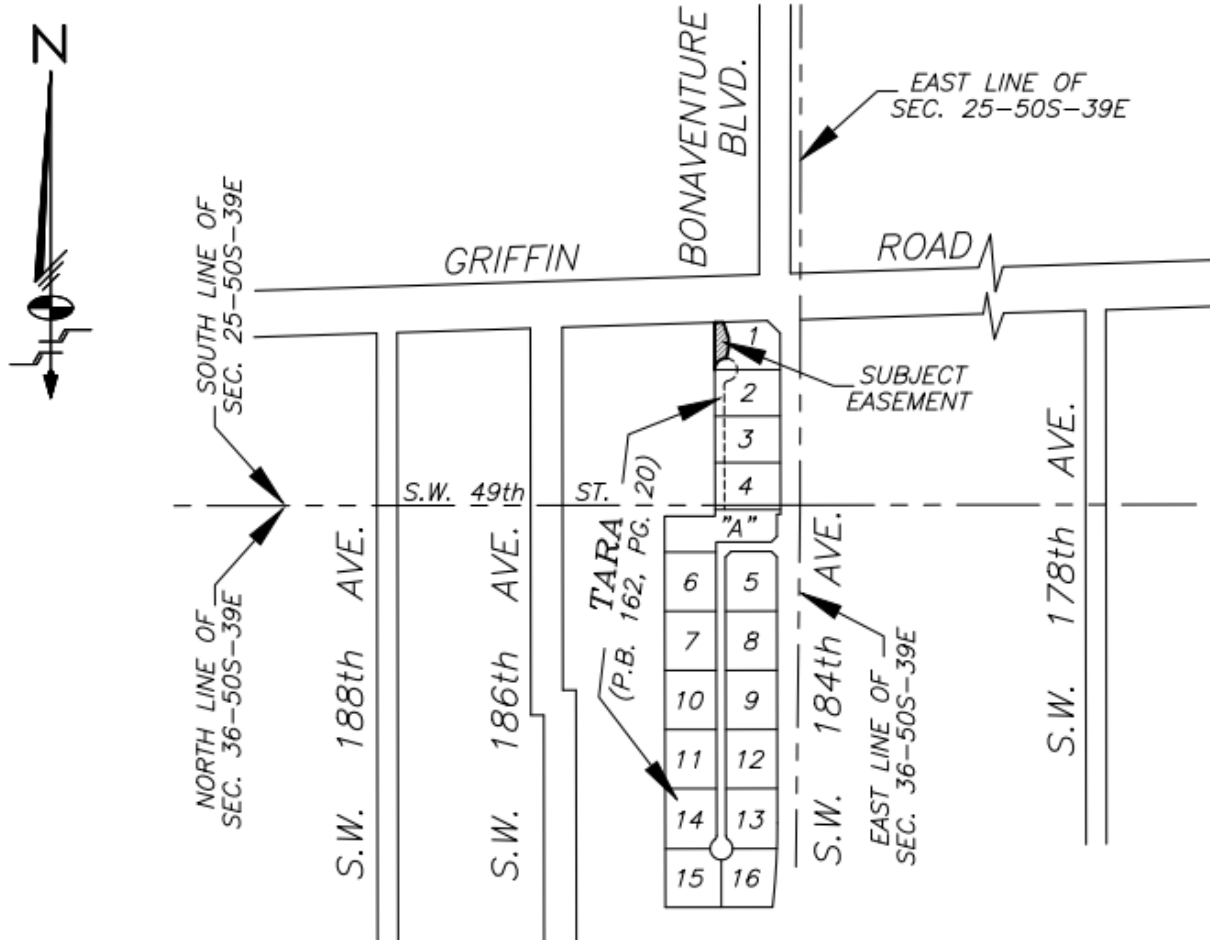 N
BONAVENTURE
BLVD.
EAST LINE OF
SEC. 25-50S-39E
SOUTH LINE OF
SEC. 25-50S-39E
GRIFFIN
ROAD
1
SUBJECT
EASEMENT
2
3
4
S.W. 49th
ST.
"A"
TARA
(P.B. 162, PG. 20)
6
5
7
8
10
9
11
12
14
13
15
16
NORTH LINE OF
SEC. 36-50S-39E
S.W. 188th AVE.
S.W. 186th AVE.
S.W. 184th AVE.
EAST LINE OF
SEC. 36-50S-39E
S.W. 178th AVE.